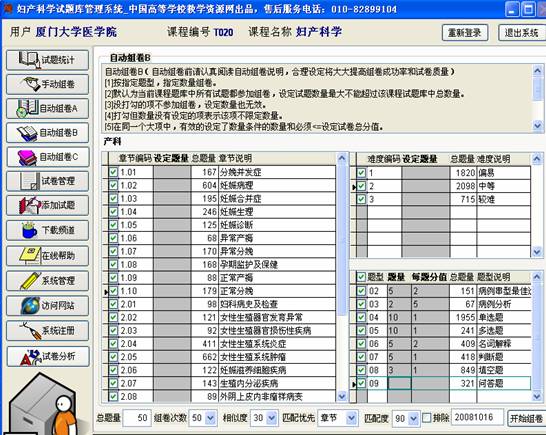 妇产科学试题库管理系统_中国高等学校教学资源网出品，售后服务电话：010-82899104
用户 厦门大学医学院 课程编号 T020 课程名称 妇产科学 重新登录 退出系统
试题统计
手动组卷
自动组卷A
自动组卷B
自动组卷C
试卷管理
添加试题
下载频道
在线帮助
系统管理
访问网站
系统注册
试卷分析
自动组卷B
自动组卷B(自动组卷前请认真阅读自动组卷说明，合理设定将大大提高组卷成功率和试卷质量)
[1]按指定题型，指定数量组卷。
[2]默认为当前课程题库中所有试题都参加组卷，设定试题数量最大不能超过该课程试题库中总数量。
[3]没打勾的项不参加组卷，设定数量也无效。
[4]打勾但数量没有设定的项表示该项不限定数量。
[5]在同一个大项中，有效的设定了数量条件的数量和必须<=设定试卷总分值。
产科
章节编码 设定题量 总题量 章节说明
1.01 167 分娩并发症
1.02 604 妊娠病理
1.03 195 妊娠合并症
1.04 246 妊娠生理
1.05 125 妊娠诊断
1.06 68 异常产褥
1.07 170 异常分娩
1.08 168 孕期监护及保健
1.09 88 正常产褥
1.10 179 正常分娩
2.01 98 妇科病史及检查
2.02 121 女性生殖器官发育异常
2.03 92 女性生殖器官损伤性疾病
2.04 411 女性生殖系统炎症
2.05 662 女性生殖系统肿瘤
2.06 122 妊娠滋养细胞疾病
2.07 143 生殖内分泌疾病
2.08 89 外阴上皮内非瘤样病变
难度编码 设定题量 总题量 难度说明
1 1820 偏易
2 2098 中等
3 715 较难
题型 题量 每题分值 总题量 题型说明
02 5 2 151 病例串型最佳选
03 2 5 67 病例分析
04 10 1 1955 单选题
05 10 1 241 多选题
06 5 2 409 名词解释
07 5 1 418 判断题
08 3 1 849 填空题
09 321 问答题
总题量 50 组卷次数 50 相似度 30 匹配优先 章节 匹配度 90 排除 20081016 开始组卷